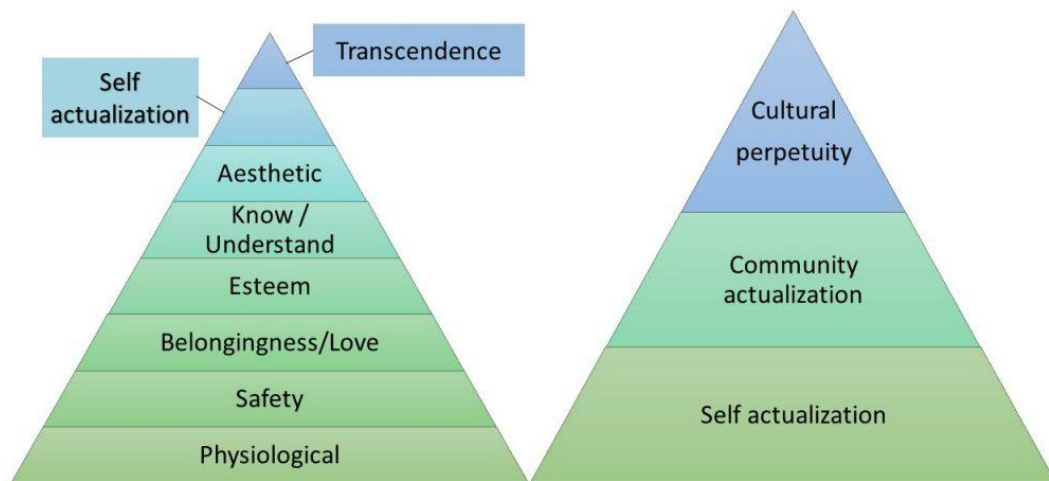 Transcendence
Self
actualization
Aesthetic
Know /
Understand
Esteem
Belongingness/Love
Safety
Physiological
Cultural
perpetuity
Community
actualization
Self actualization